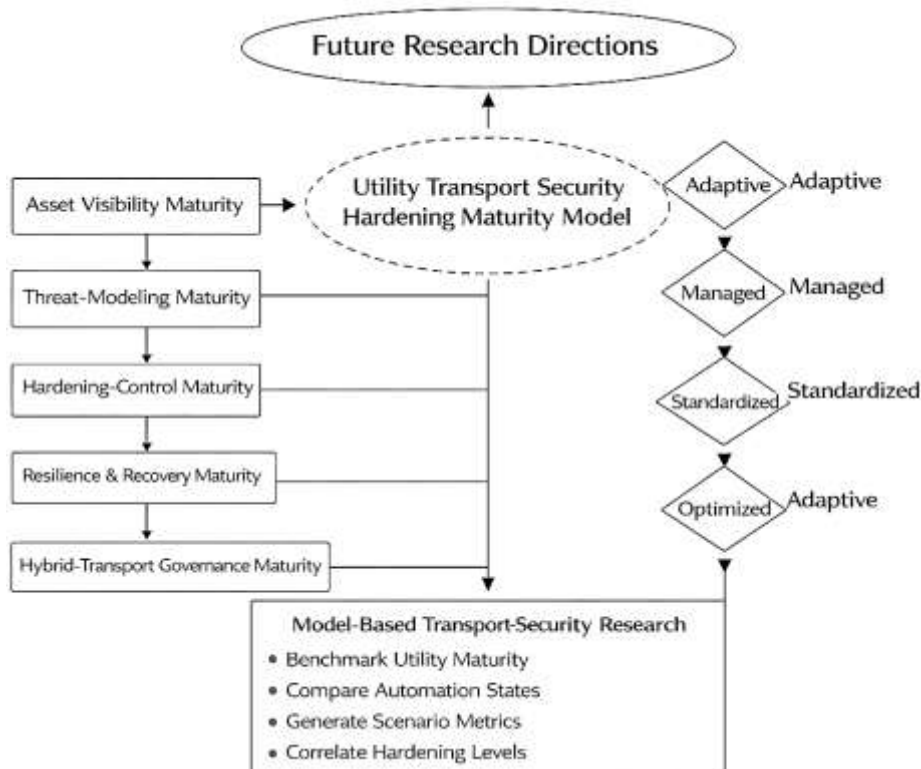 Future Research Directions
Utility Transport Security
Hardening Maturity Model
Asset Visibility Maturity
Threat-Modeling Maturity
Hardening-Control Maturity
Resilience & Recovery Maturity
Hybrid-Transport Governance Maturity
Adaptive Adaptive
Managed Managed
Standardized Standardized
Optimized Adaptive
Model-Based Transport-Security Research
• Benchmark Utility Maturity
• Compare Automation States
• Generate Scenario Metrics
• Correlate Hardening Levels